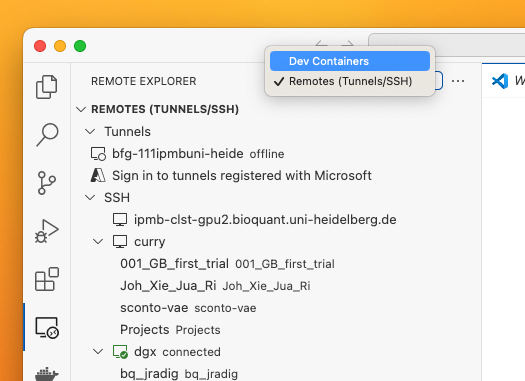 Dev Containers
✓ Remotes (Tunnels/SSH)
REMOTE EXPLORER
REMOTES (TUNNELS/SSH)
Tunnels
bfg-111ipmbuni-heide offline
Sign in to tunnels registered with Microsoft
SSH
ipmb-clst-gpu2.bioquant.uni-heidelberg.de
curry
001_GB_first_trial 001_GB_first_trial
Joh_Xie_Jua_Ri Joh_Xie_Jua_Ri
sconto-vae sconto-vae
Projects Projects
dgx connected
bq_jradig bq_jradig